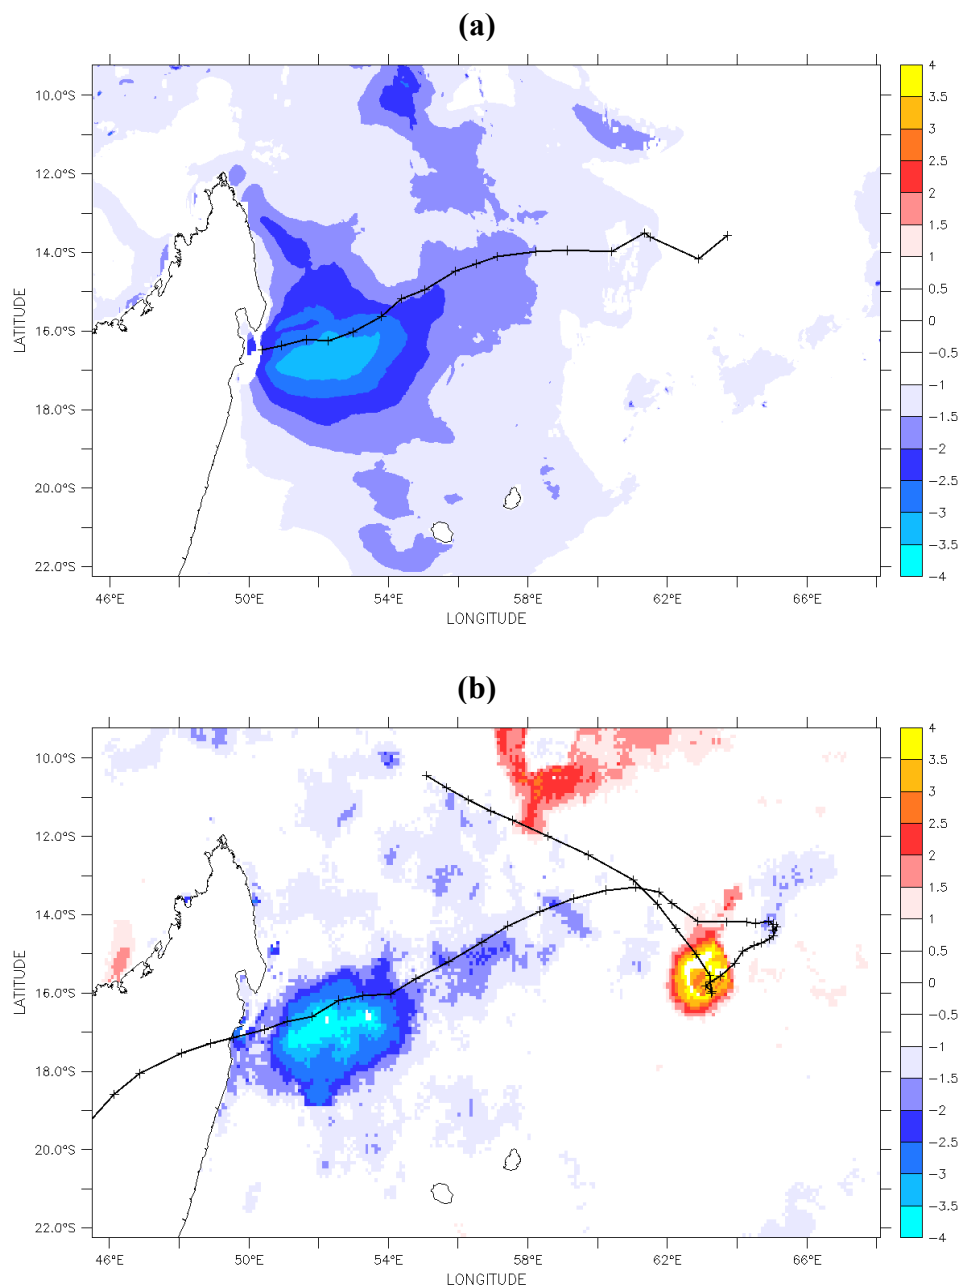 (a)
10.0°S
12.0°S
14.0°S
16.0°S
18.0°S
20.0°S
22.0°S
LATITUDE
46°E 50°E 54°E 58°E 62°E 66°E
LONGITUDE
4
3.5
3
2.5
2
1.5
1
0.5
0
−0.5
−1
−1.5
−2
−2.5
−3
−3.5
−4
(b)
10.0°S
12.0°S
14.0°S
16.0°S
18.0°S
20.0°S
22.0°S
LATITUDE
46°E 50°E 54°E 58°E 62°E 66°E
LONGITUDE
4
3.5
3
2.5
2
1.5
1
0.5
0
−0.5
−1
−1.5
−2
−2.5
−3
−3.5
−4